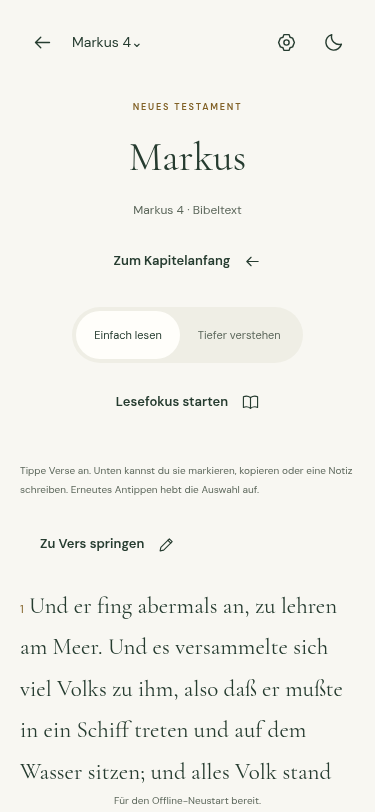 Markus 4
NEUES TESTAMENT
Markus
Markus 4 · Bibeltext
Zum Kapitelanfang
Einfach lesen
Tiefer verstehen
Lesefokus starten
Tippe Verse an. Unten kannst du sie markieren, kopieren oder eine Notiz
schreiben. Erneutes Antippen hebt die Auswahl auf.
Zu Vers springen
1 Und er fing abermals an, zu lehren
am Meer. Und es versammelte sich
viel Volks zu ihm, also daß er mußte
in ein Schiff treten und auf dem
Wasser sitzen; und alles Volk stand
Für den Offline-Neustart bereit.